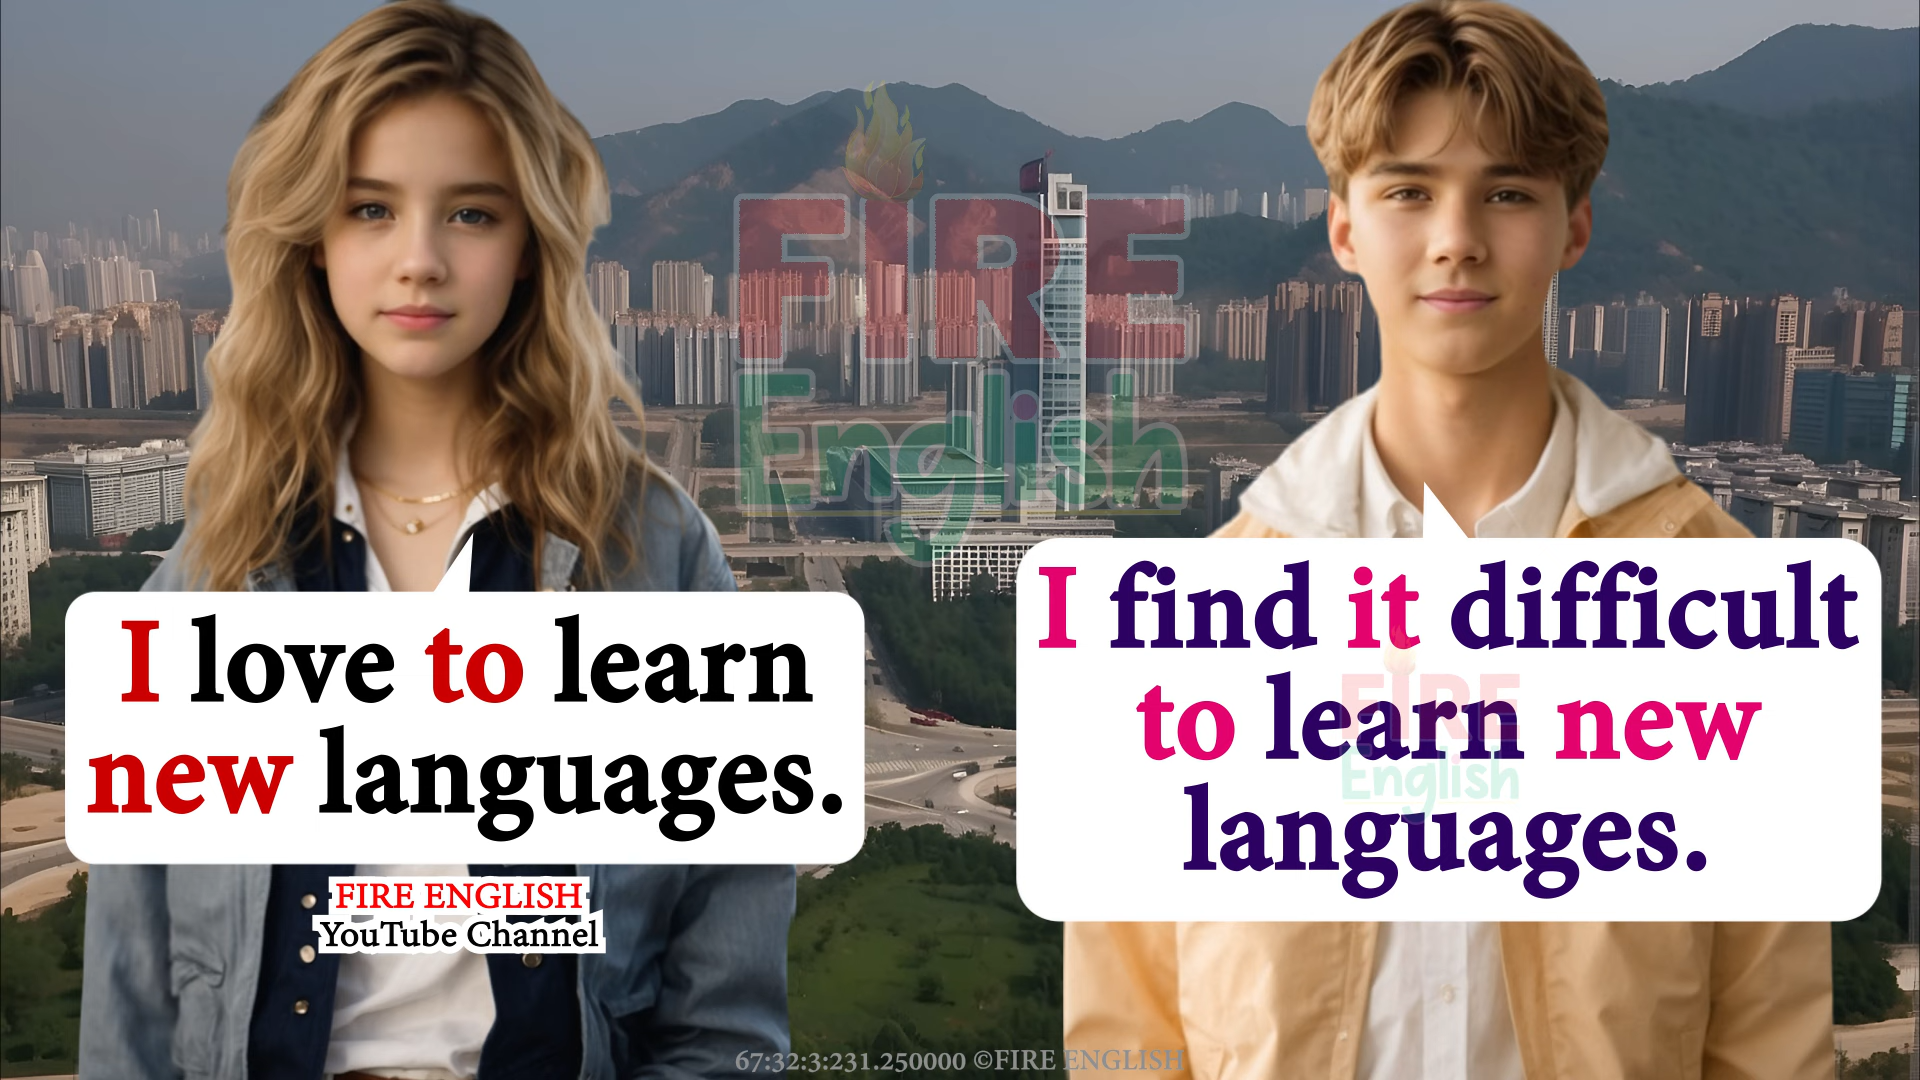 FIRE
English
I love to learn
new languages.
FIRE ENGLISH
YouTube Channel
I find it difficult
to learn new
languages.
FIRE
English
67:32:3:231.250000 ©FIRE ENGLISH